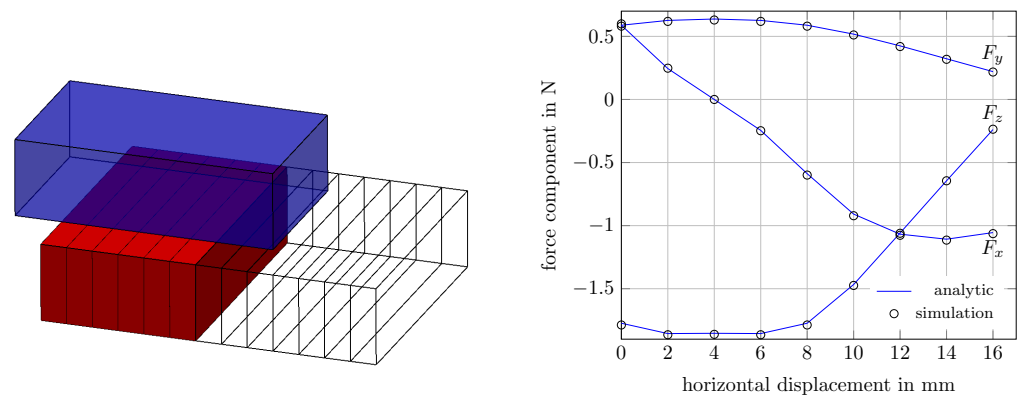 0.5
0
−0.5
−1
−1.5
force component in N
F_y
F_z
F_x
analytic
simulation
0 2 4 6 8 10 12 14 16
horizontal displacement in mm